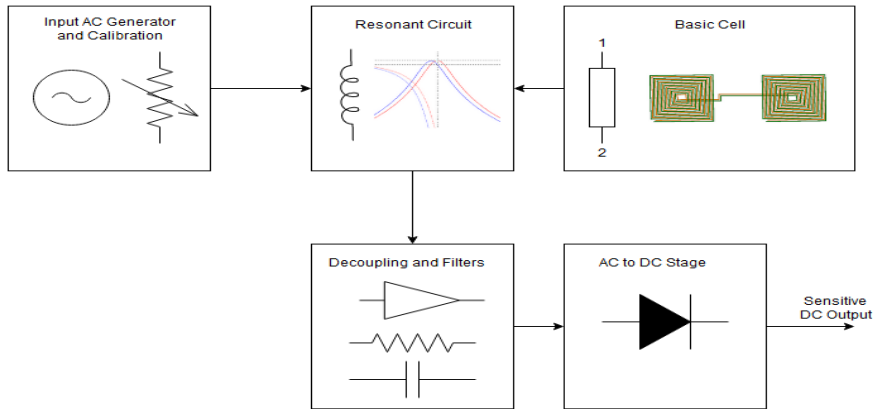 Input AC Generator
and Calibration
Resonant Circuit
Basic Cell
1
2
Decoupling and Filters
AC to DC Stage
Sensitive
DC Output